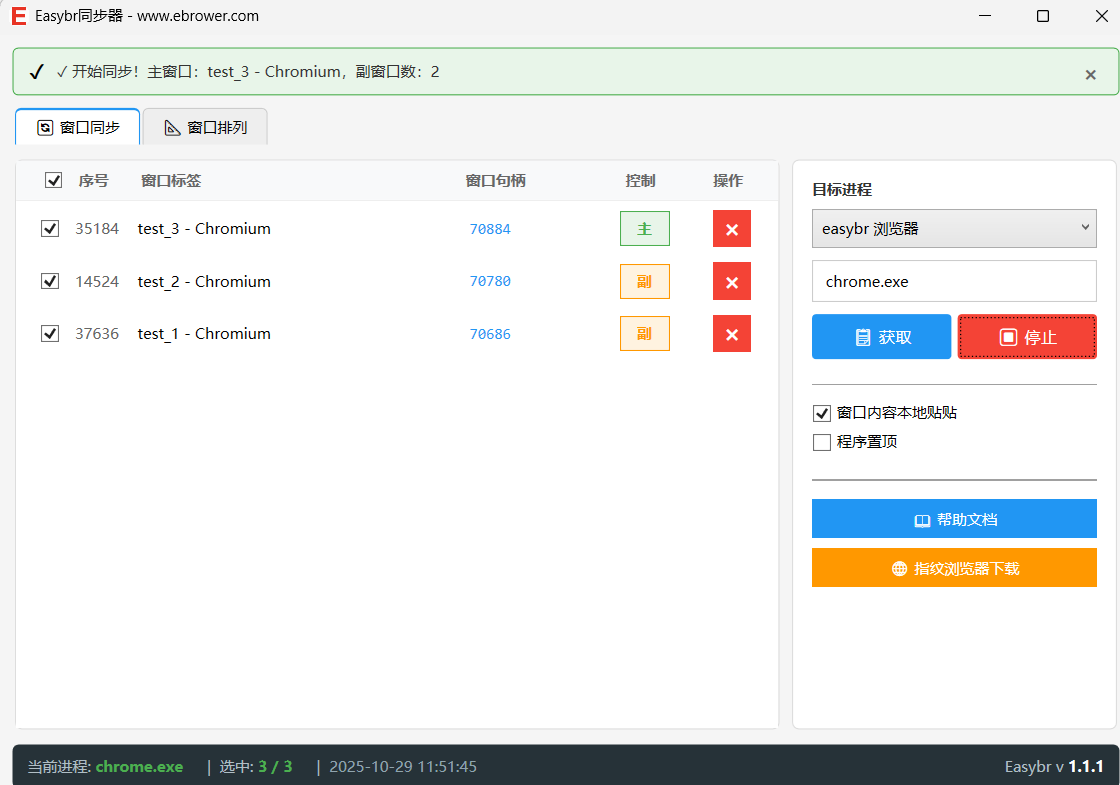 Easybr同步器 - www.ebrower.com
✓ ✓ 开始同步！主窗口：test_3 - Chromium，副窗口数：2
窗口同步 窗口排列
序号 窗口标签 窗口句柄 控制 操作
35184 test_3 - Chromium 70884 主
14524 test_2 - Chromium 70780 副
37636 test_1 - Chromium 70686 副
目标进程
easybr 浏览器
chrome.exe
获取 停止
窗口内容本地贴贴
程序置顶
帮助文档
指纹浏览器下载
当前进程: chrome.exe | 选中: 3 / 3 | 2025-10-29 11:51:45 Easybr v 1.1.1